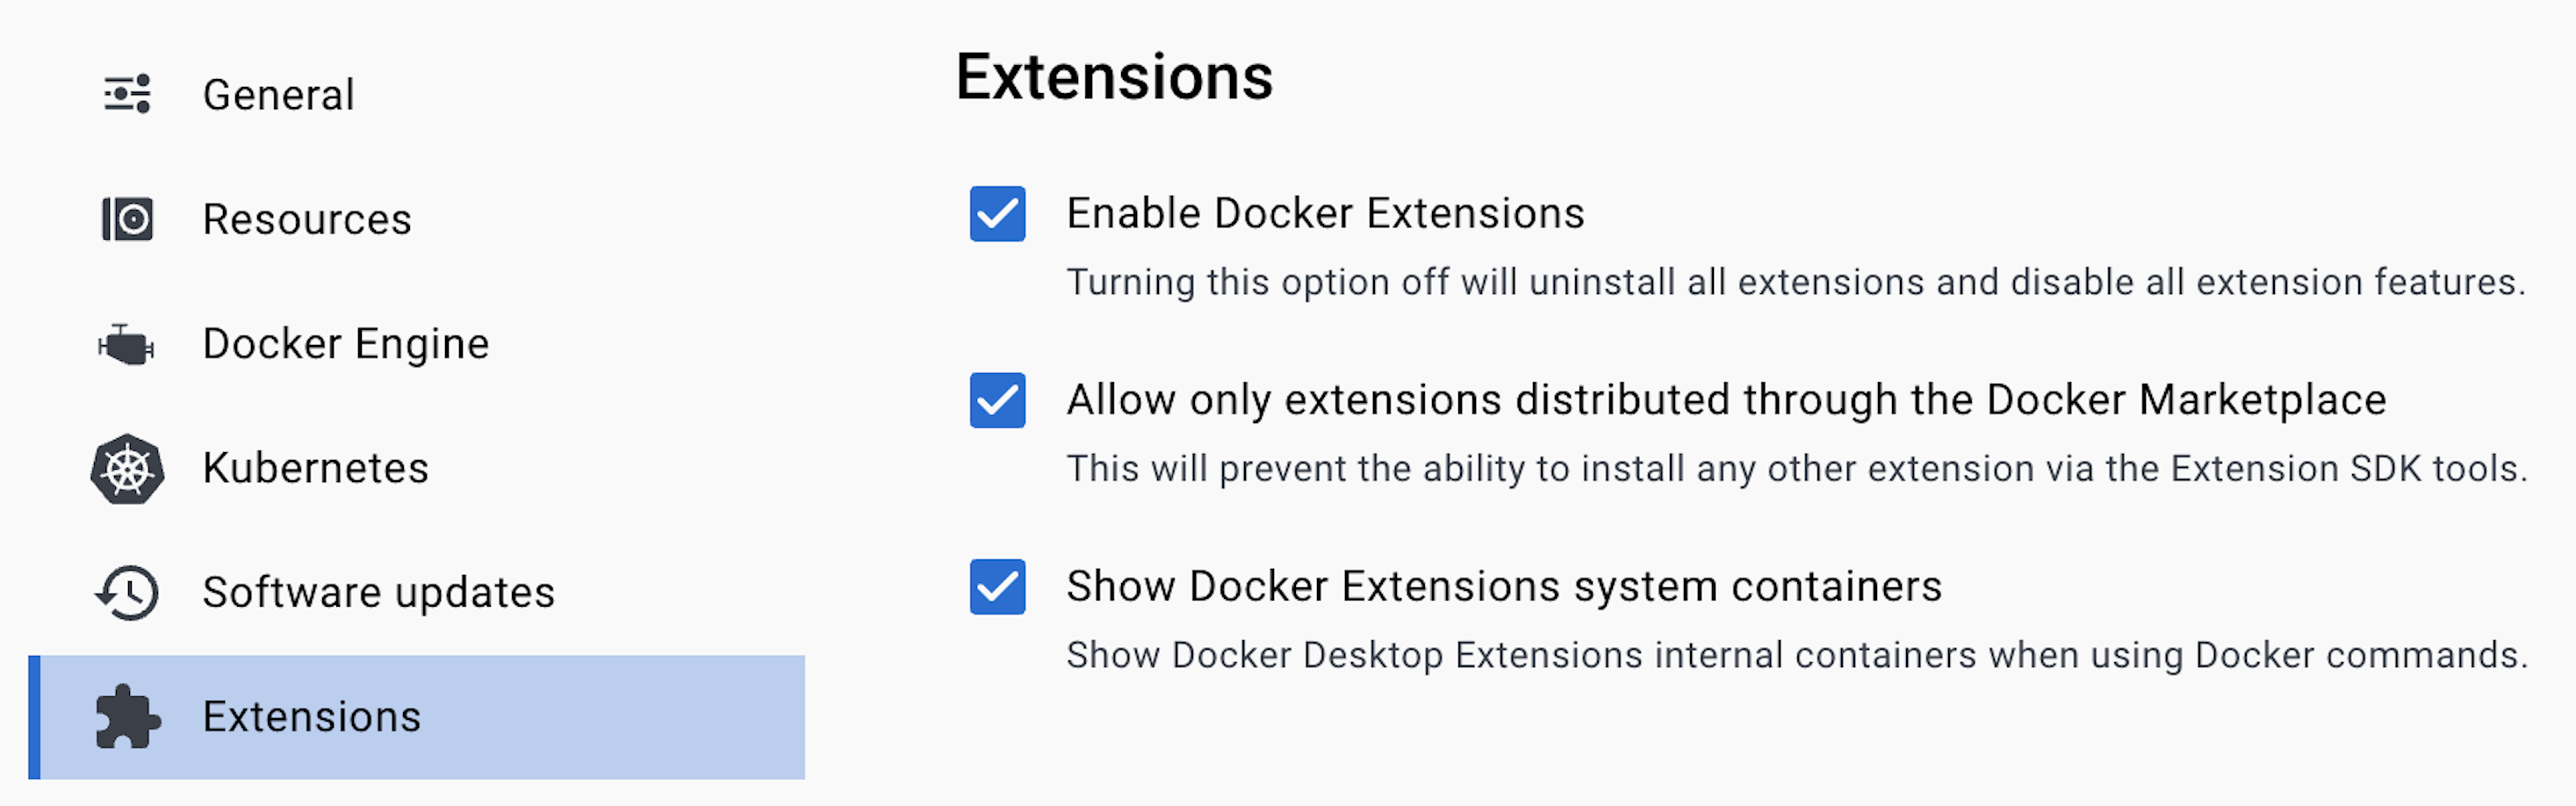 General
Resources
Docker Engine
Kubernetes
Software updates
Extensions
Extensions
Enable Docker Extensions
Turning this option off will uninstall all extensions and disable all extension features.
Allow only extensions distributed through the Docker Marketplace
This will prevent the ability to install any other extension via the Extension SDK tools.
Show Docker Extensions system containers
Show Docker Desktop Extensions internal containers when using Docker commands.